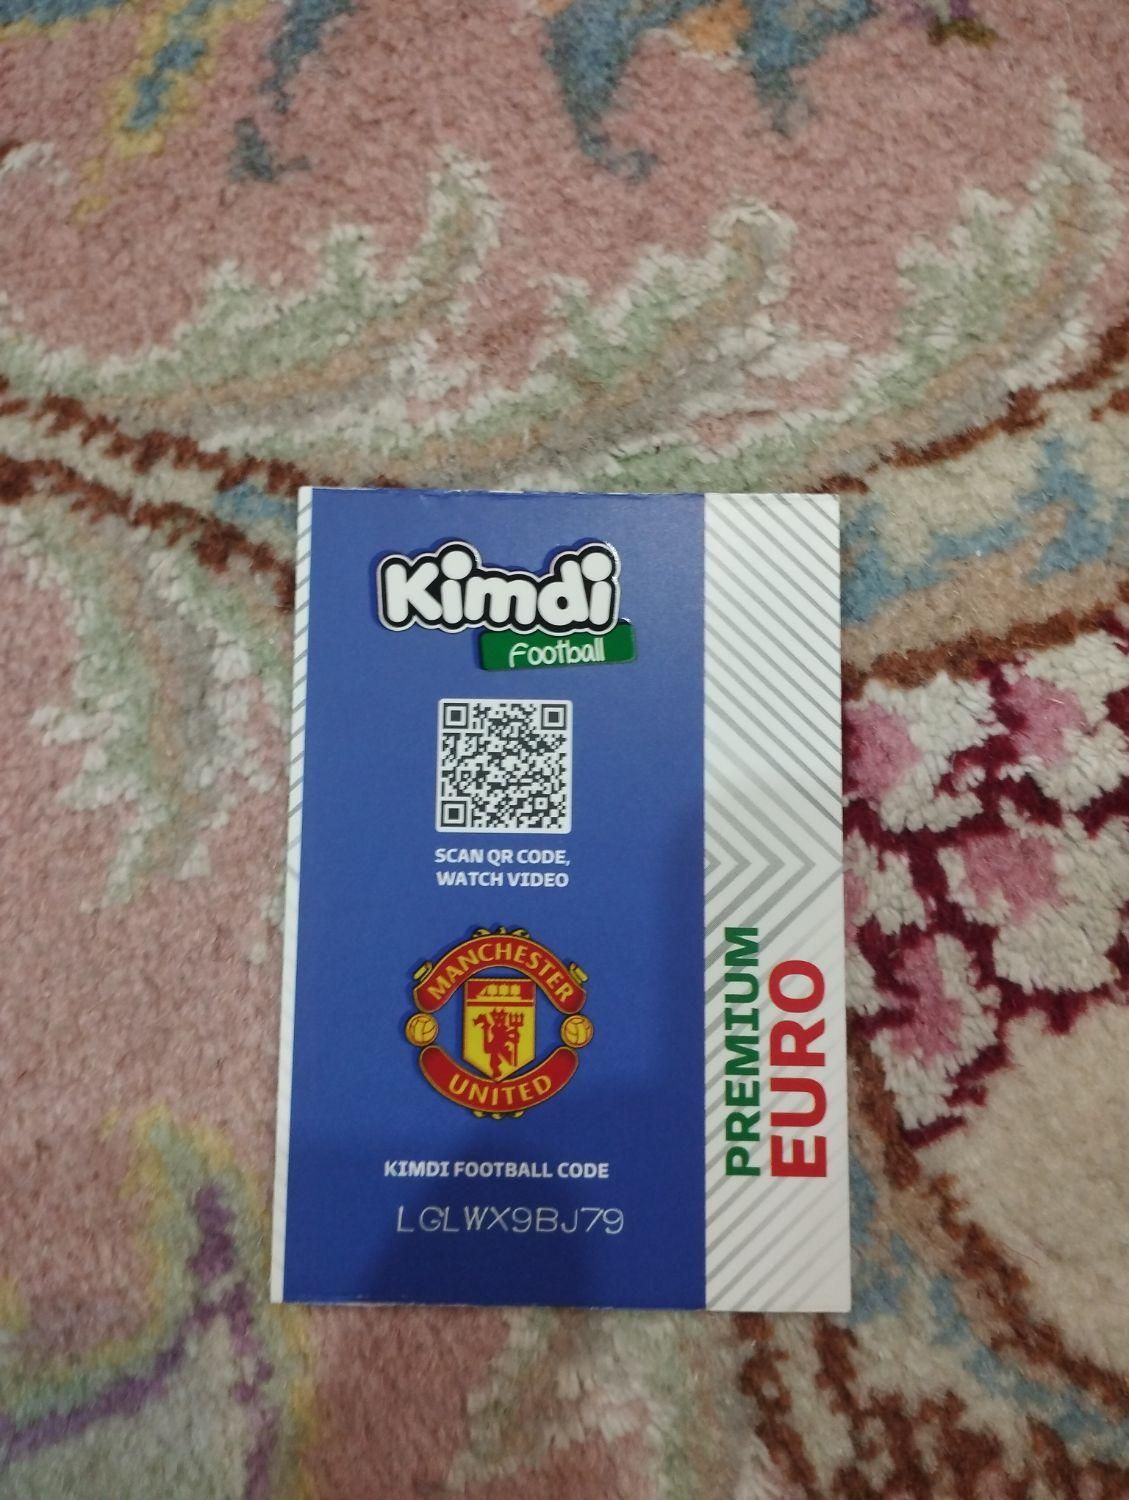 Kimdi
Football
SCAN QR CODE,
WATCH VIDEO
MANCHESTER
UNITED
KIMDI FOOTBALL CODE
LGLWX9BJ79
PREMIUM
EURO